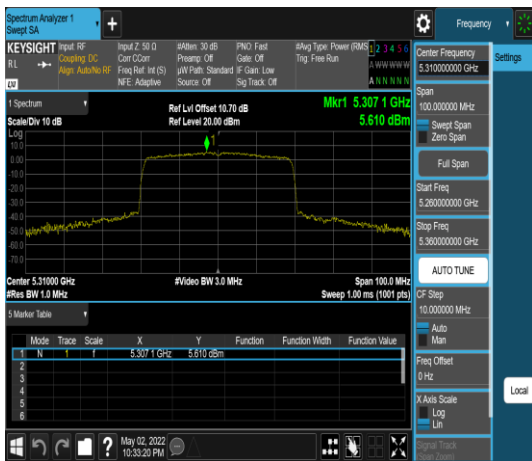 Spectrum Analyzer 1
Swept SA
+
Frequency
KEYSIGHT
RL
Input: RF
Coupling: DC
Align: Auto/No RF
Input Z: 50 Ω
Corr CCorr
Freq Ref: Int (S)
NFE: Adaptive
#Atten: 30 dB
Preamp: Off
µW Path: Standard
Source: Off
PNO: Fast
Gate: Off
IF Gain: Low
Sig Track: Off
#Avg Type: Power (RMS)
Trig: Free Run
1 2 3 4 5 6
A W W W W W
A N N N N N
1 Spectrum
Scale/Div 10 dB
Ref Lvl Offset 10.70 dB
Ref Level 20.00 dBm
Mkr1 5.307 1 GHz
5.610 dBm
Log
10.0
0.00
-10.0
-20.0
-30.0
-40.0
-50.0
-60.0
-70.0
1
Center 5.31000 GHz
#Res BW 1.0 MHz
#Video BW 3.0 MHz
Span 100.0 MHz
Sweep 1.00 ms (1001 pts)
5 Marker Table
Mode Trace Scale X Y Function Function Width Function Value
1 N 1 f 5.307 1 GHz 5.610 dBm
2
3
4
5
6
May 02, 2022
10:33:20 PM
Center Frequency
5.310000000 GHz
Span
100.000000 MHz
Swept Span
Zero Span
Full Span
Start Freq
5.260000000 GHz
Stop Freq
5.360000000 GHz
AUTO TUNE
CF Step
10.000000 MHz
Auto
Man
Freq Offset
0 Hz
X Axis Scale
Log
Lin
Signal Track
(Span Zoom)
Settings
Local